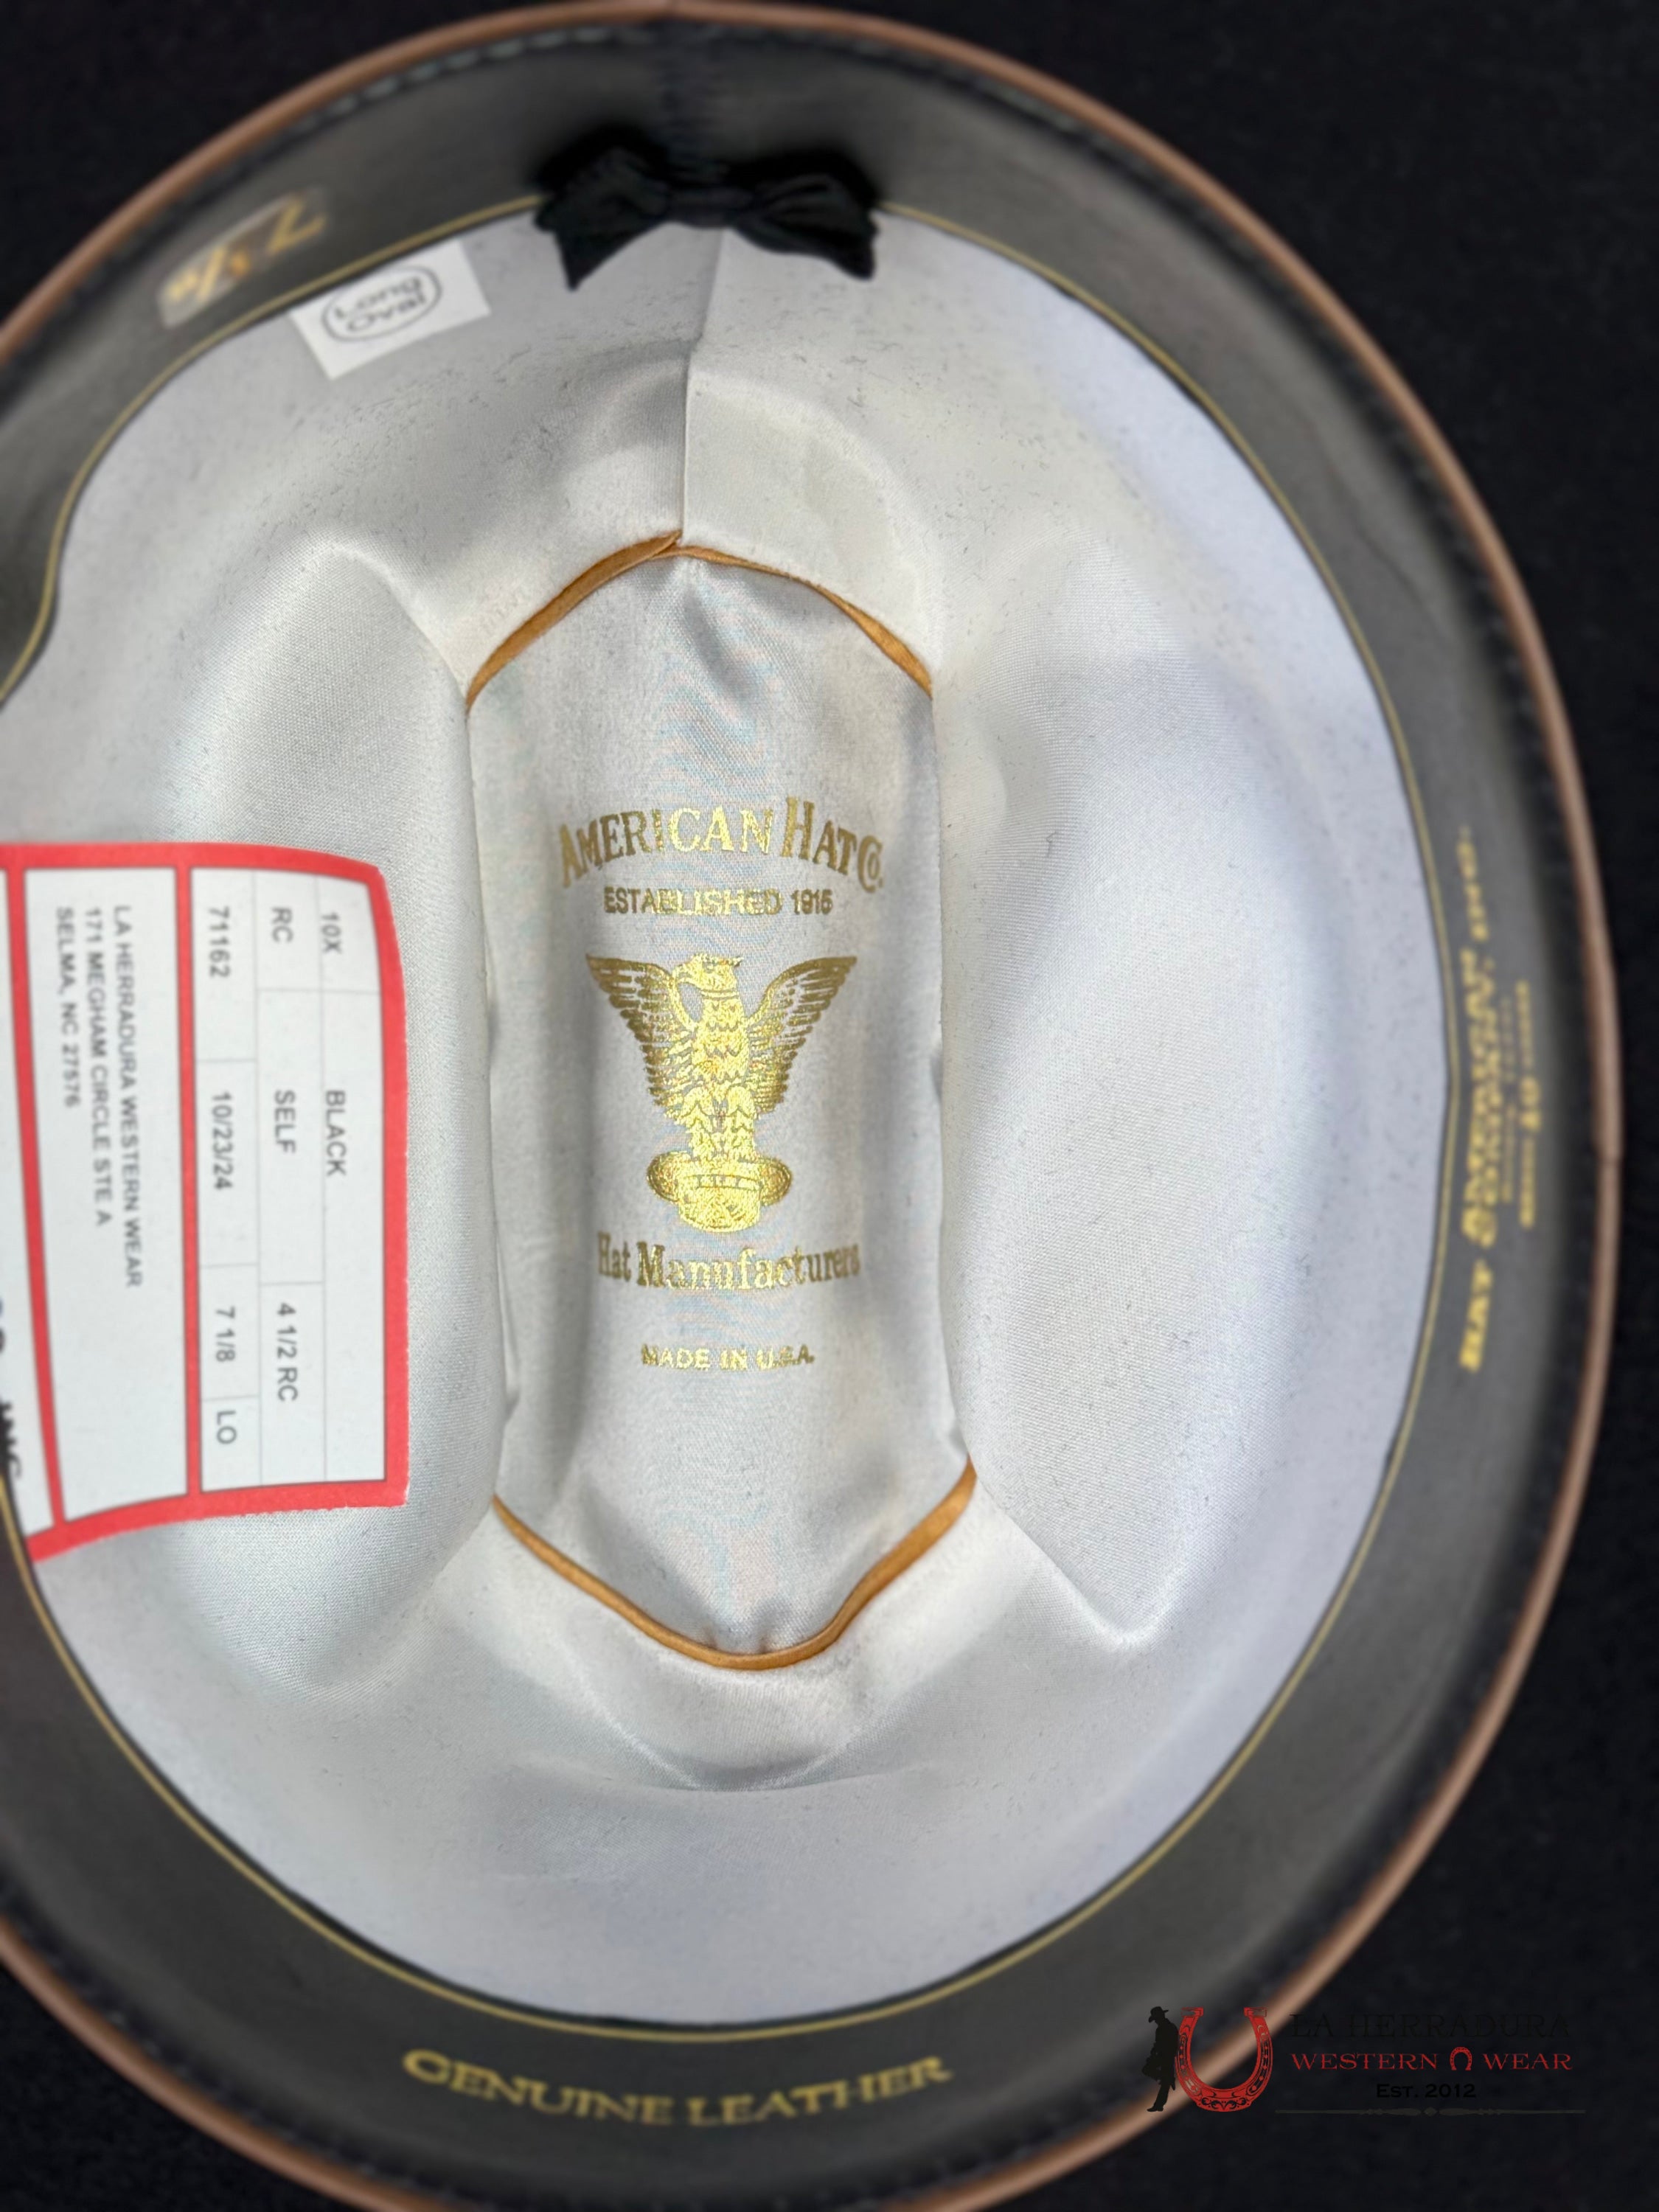 7 1/8
LONG
OVAL
AMERICAN HAT CO.
ESTABLISHED 1915
Hat Manufacturers
MADE IN U.S.A.
10X BLACK
RC SELF 4 1/2 RC
71162 10/23/24 7 1/8 LO
LA HERRADURA WESTERN WEAR
171 MEGHAM CIRCLE STE A
SELMA, NC 27576
GENUINE LEATHER
LA HERRADURA
WESTERN WEAR
EST. 2012